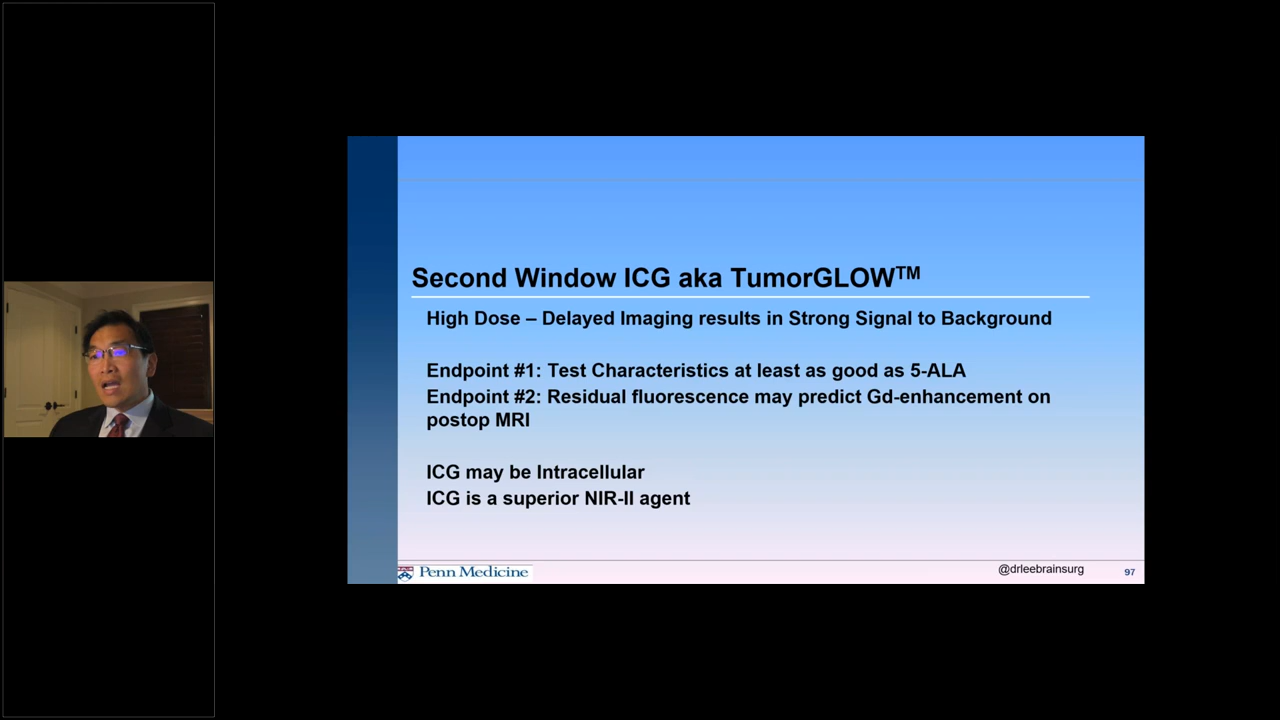 Second Window ICG aka TumorGLOW™
High Dose – Delayed Imaging results in Strong Signal to Background
Endpoint #1: Test Characteristics at least as good as 5-ALA
Endpoint #2: Residual fluorescence may predict Gd-enhancement on
postop MRI
ICG may be Intracellular
ICG is a superior NIR-II agent
Penn Medicine
@drleebrainsurg
97